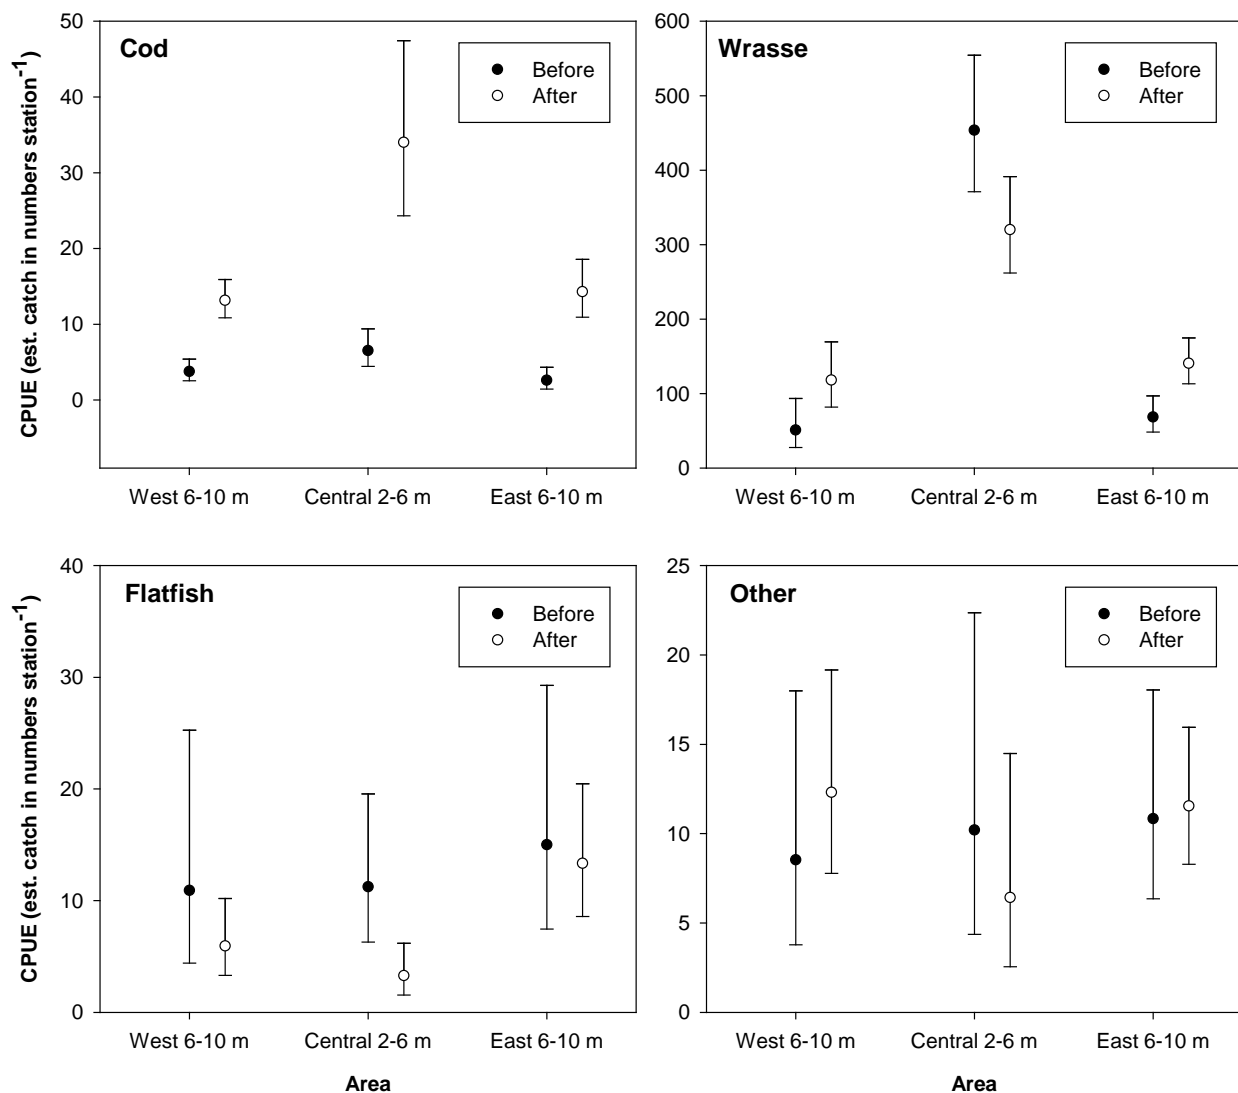 Cod
Before
After
CPUE (est. catch in numbers station⁻¹)
50
40
30
20
10
0
West 6-10 m Central 2-6 m East 6-10 m
Wrasse
Before
After
600
500
400
300
200
100
0
West 6-10 m Central 2-6 m East 6-10 m
Flatfish
Before
After
CPUE (est. catch in numbers station⁻¹)
40
30
20
10
0
West 6-10 m Central 2-6 m East 6-10 m
Area
Other
Before
After
25
20
15
10
5
0
West 6-10 m Central 2-6 m East 6-10 m
Area